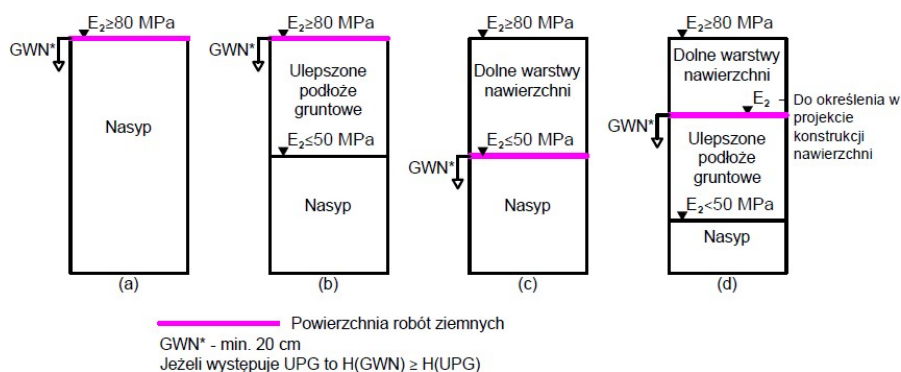 E₂≥80 MPa
GWN*
Nasyp
(a)
E₂≥80 MPa
GWN*
Ulepszone
podłoże
gruntowe
E₂≤50 MPa
Nasyp
(b)
E₂≥80 MPa
Dolne warstwy
nawierzchni
E₂≤50 MPa
GWN*
Nasyp
(c)
E₂≥80 MPa
Dolne warstwy
nawierzchni
E₂ - Do określenia w
projekcie
konstrukcji
nawierzchni
GWN*
Ulepszone
podłoże
gruntowe
E₂<50 MPa
Nasyp
(d)
Powierzchnia robót ziemnych
GWN* - min. 20 cm
Jeżeli występuje UPG to H(GWN) ≥ H(UPG)